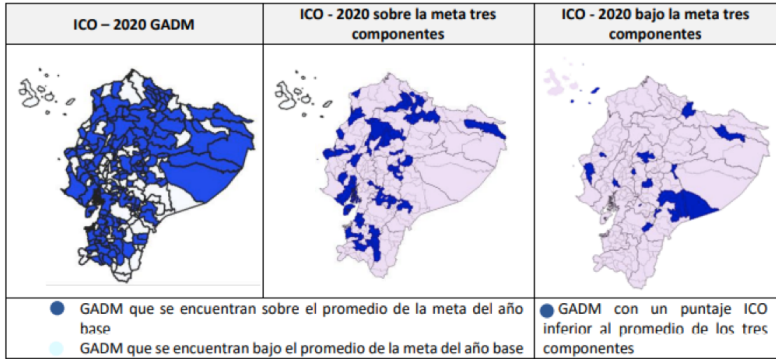 ICO – 2020 GADM
ICO - 2020 sobre la meta tres
componentes
ICO - 2020 bajo la meta tres
componentes
GADM que se encuentran sobre el promedio de la meta del año
base
GADM que se encuentran bajo el promedio de la meta del año base
GADM con un puntaje ICO
inferior al promedio de los tres
componentes